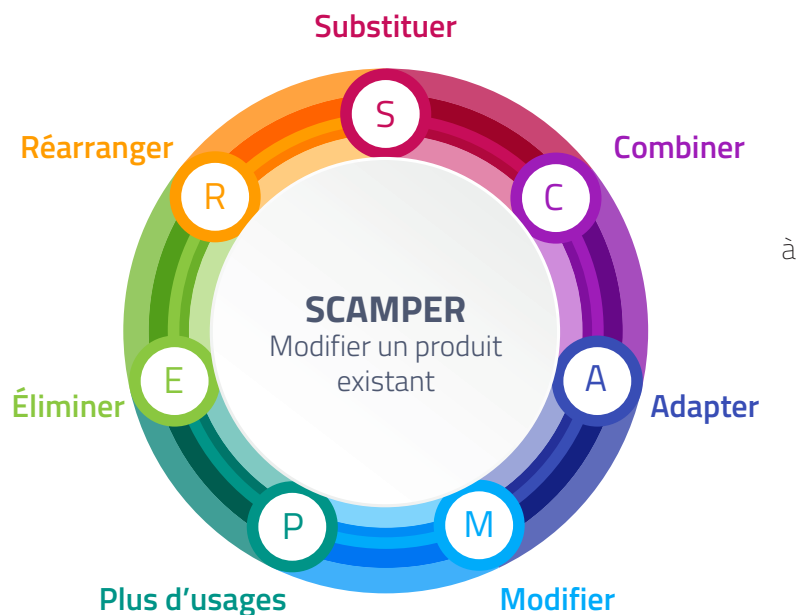 Substituer
S
Réarranger
Combiner
R
C
à
SCAMPER
Modifier un produit
existant
E
A
Éliminer
Adapter
P
M
Plus d’usages
Modifier